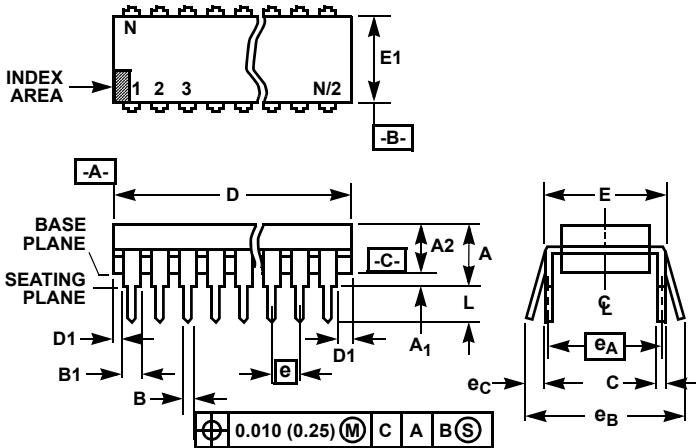 N
E1
INDEX
AREA
1 2 3 N/2
-B-
-A-
D
E
BASE
PLANE
A2
A
-C-
SEATING
PLANE
L
℄
D1
A1
D1
eA
B1
e
eC
C
B
eB
⌖ 0.010 (0.25) Ⓜ C A B Ⓢ